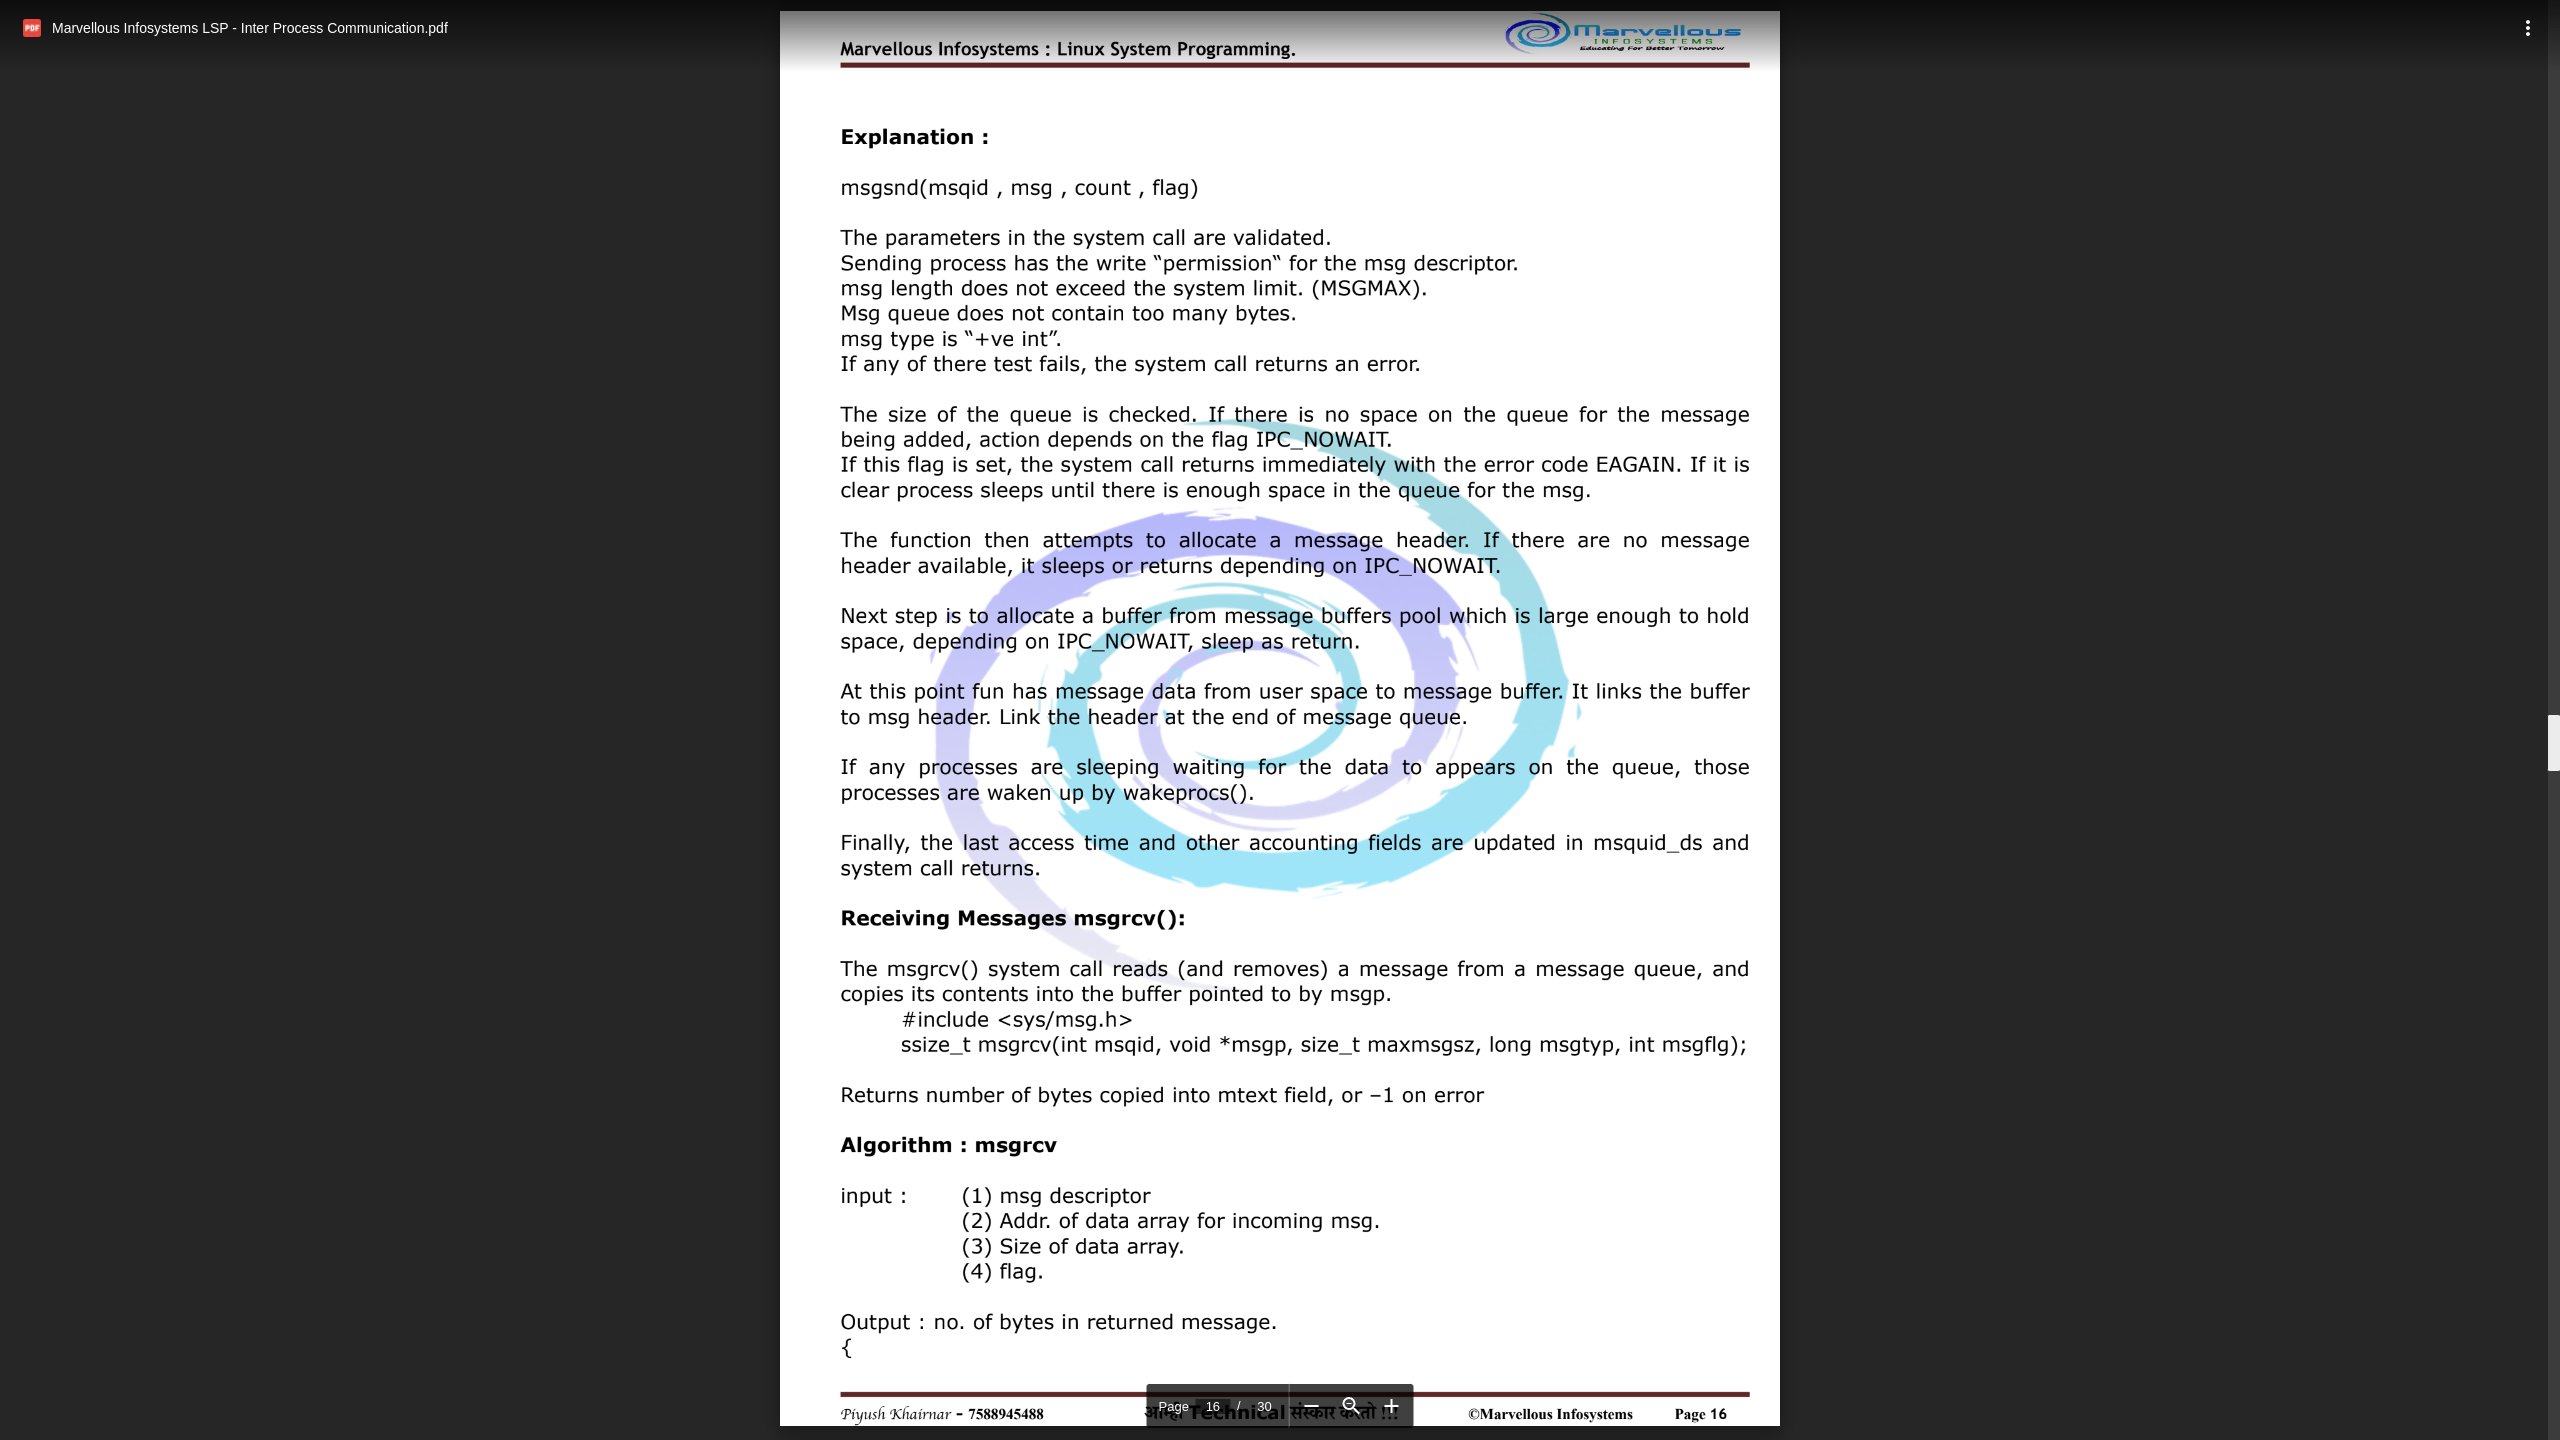 Marvellous Infosystems LSP - Inter Process Communication.pdf
Marvellous Infosystems : Linux System Programming.
Marvellous
INFOSYSTEMS
Educating For Better Tomorrow
Explanation :
msgsnd(msqid , msg , count , flag)
The parameters in the system call are validated.
Sending process has the write “permission“ for the msg descriptor.
msg length does not exceed the system limit. (MSGMAX).
Msg queue does not contain too many bytes.
msg type is “+ve int”.
If any of there test fails, the system call returns an error.
The size of the queue is checked. If there is no space on the queue for the message
being added, action depends on the flag IPC_NOWAIT.
If this flag is set, the system call returns immediately with the error code EAGAIN. If it is
clear process sleeps until there is enough space in the queue for the msg.
The function then attempts to allocate a message header. If there are no message
header available, it sleeps or returns depending on IPC_NOWAIT.
Next step is to allocate a buffer from message buffers pool which is large enough to hold
space, depending on IPC_NOWAIT, sleep as return.
At this point fun has message data from user space to message buffer. It links the buffer
to msg header. Link the header at the end of message queue.
If any processes are sleeping waiting for the data to appears on the queue, those
processes are waken up by wakeprocs().
Finally, the last access time and other accounting fields are updated in msquid_ds and
system call returns.
Receiving Messages msgrcv():
The msgrcv() system call reads (and removes) a message from a message queue, and
copies its contents into the buffer pointed to by msgp.
#include <sys/msg.h>
ssize_t msgrcv(int msqid, void *msgp, size_t maxmsgsz, long msgtyp, int msgflg);
Returns number of bytes copied into mtext field, or –1 on error
Algorithm : msgrcv
input : (1) msg descriptor
(2) Addr. of data array for incoming msg.
(3) Size of data array.
(4) flag.
Output : no. of bytes in returned message.
{
Piyush Khairnar - 7588945488 आम्ही Technical संस्कार करतो !!! ©Marvellous Infosystems Page 16
Page 16 / 30